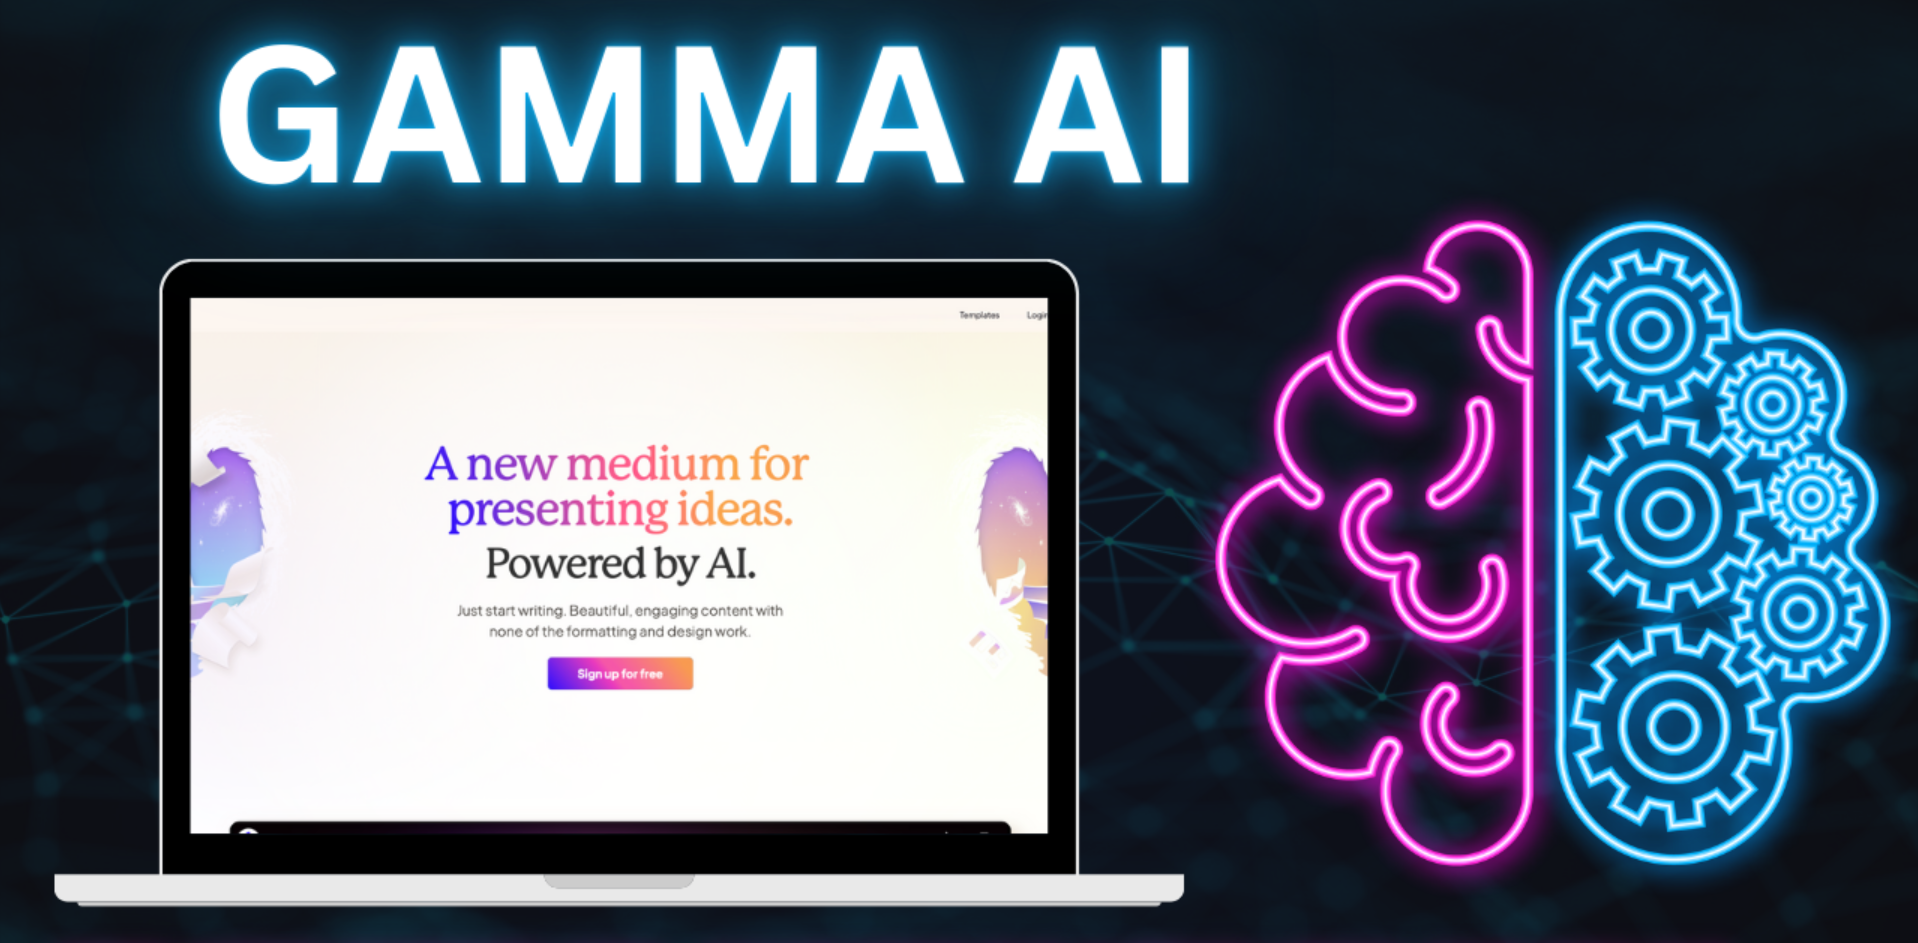 GAMMA AI
Templates Login
A new medium for
presenting ideas.
Powered by AI.
Just start writing. Beautiful, engaging content with
none of the formatting and design work.
Sign up for free